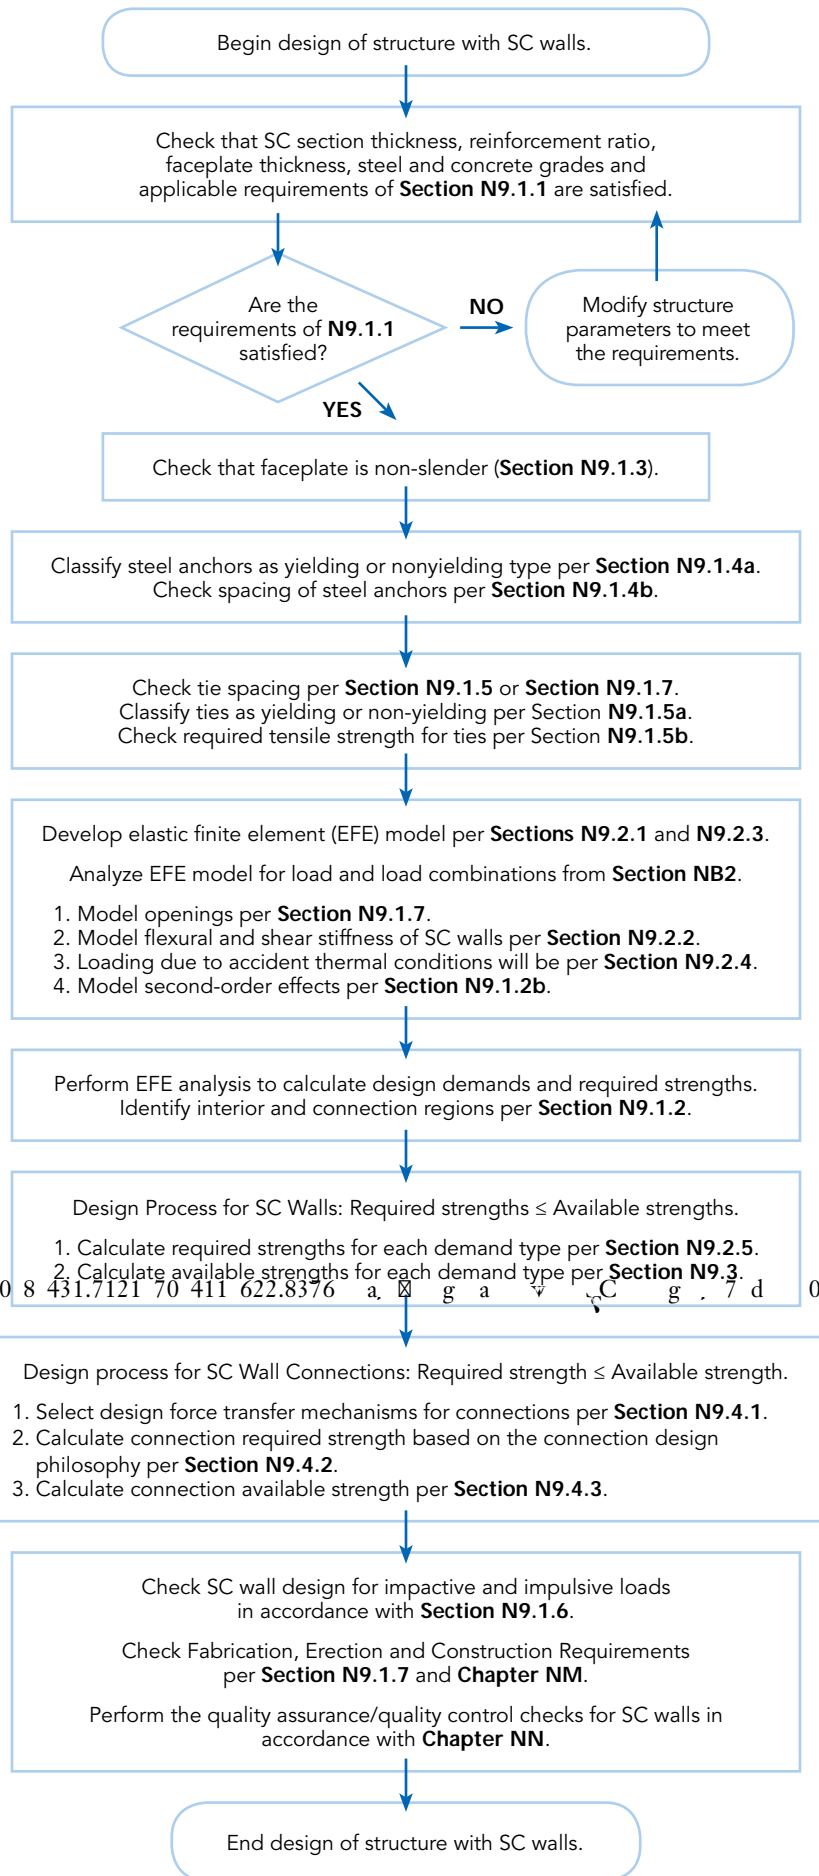 Begin design of structure with SC walls.
Check that SC section thickness, reinforcement ratio,
faceplate thickness, steel and concrete grades and
applicable requirements of Section N9.1.1 are satisfied.
Are the
requirements of N9.1.1
satisfied?
NO
Modify structure
parameters to meet
the requirements.
YES
Check that faceplate is non-slender (Section N9.1.3).
Classify steel anchors as yielding or nonyielding type per Section N9.1.4a.
Check spacing of steel anchors per Section N9.1.4b.
Check tie spacing per Section N9.1.5 or Section N9.1.7.
Classify ties as yielding or non-yielding per Section N9.1.5a.
Check required tensile strength for ties per Section N9.1.5b.
Develop elastic finite element (EFE) model per Sections N9.2.1 and N9.2.3.
Analyze EFE model for load and load combinations from Section NB2.
1. Model openings per Section N9.1.7.
2. Model flexural and shear stiffness of SC walls per Section N9.2.2.
3. Loading due to accident thermal conditions will be per Section N9.2.4.
4. Model second-order effects per Section N9.1.2b.
Perform EFE analysis to calculate design demands and required strengths.
Identify interior and connection regions per Section N9.1.2.
Design Process for SC Walls: Required strengths ≤ Available strengths.
1. Calculate required strengths for each demand type per Section N9.2.5.
2. Calculate available strengths for each demand type per Section N9.3.
0 8 431.7121 70 411 622.8376 a g a C g 7 d 0
Design process for SC Wall Connections: Required strength ≤ Available strength.
1. Select design force transfer mechanisms for connections per Section N9.4.1.
2. Calculate connection required strength based on the connection design
philosophy per Section N9.4.2.
3. Calculate connection available strength per Section N9.4.3.
Check SC wall design for impactive and impulsive loads
in accordance with Section N9.1.6.
Check Fabrication, Erection and Construction Requirements
per Section N9.1.7 and Chapter NM.
Perform the quality assurance/quality control checks for SC walls in
accordance with Chapter NN.
End design of structure with SC walls.